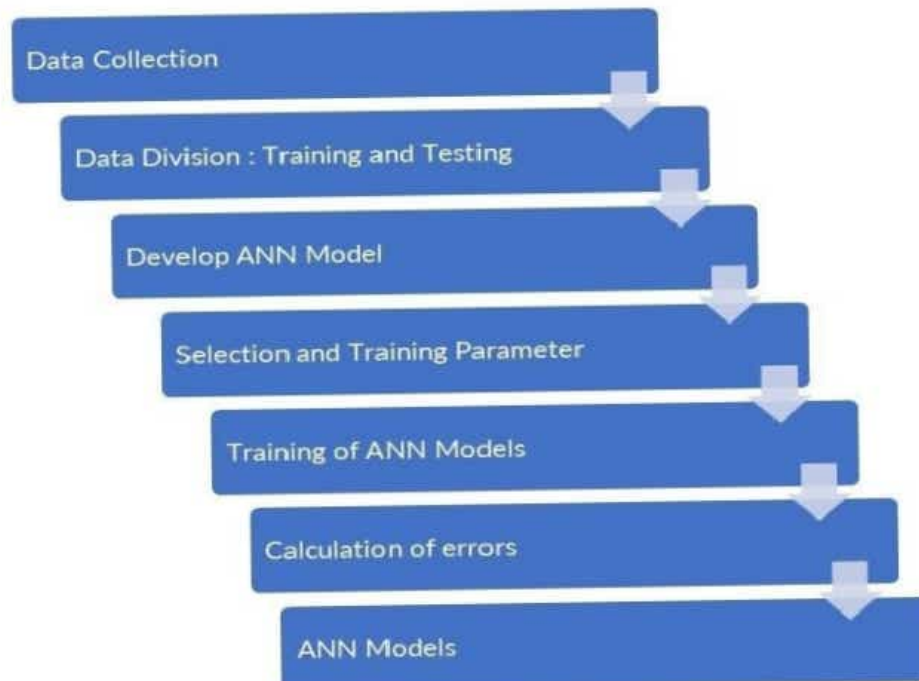 Data Collection
Data Division : Training and Testing
Develop ANN Model
Selection and Training Parameter
Training of ANN Models
Calculation of errors
ANN Models